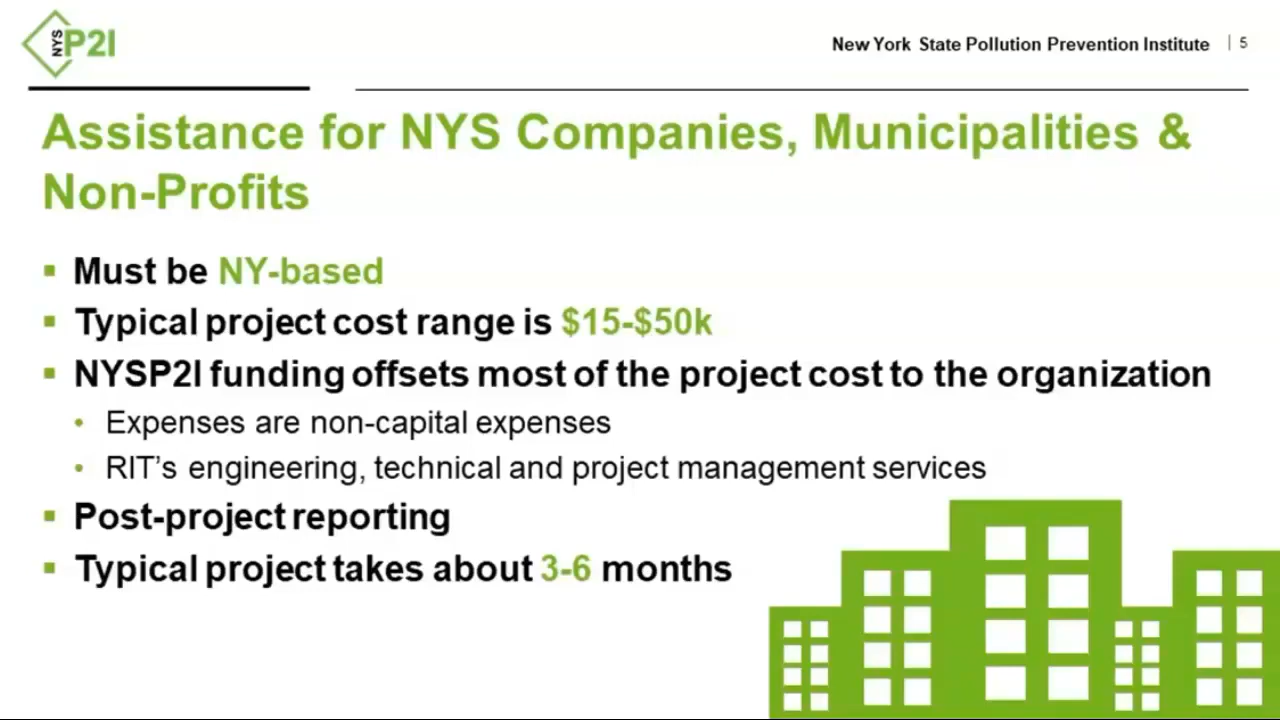 NYS P2I
New York State Pollution Prevention Institute | 5
Assistance for NYS Companies, Municipalities &
Non-Profits
▪ Must be NY-based
▪ Typical project cost range is $15-$50k
▪ NYSP2I funding offsets most of the project cost to the organization
• Expenses are non-capital expenses
• RIT’s engineering, technical and project management services
▪ Post-project reporting
▪ Typical project takes about 3-6 months